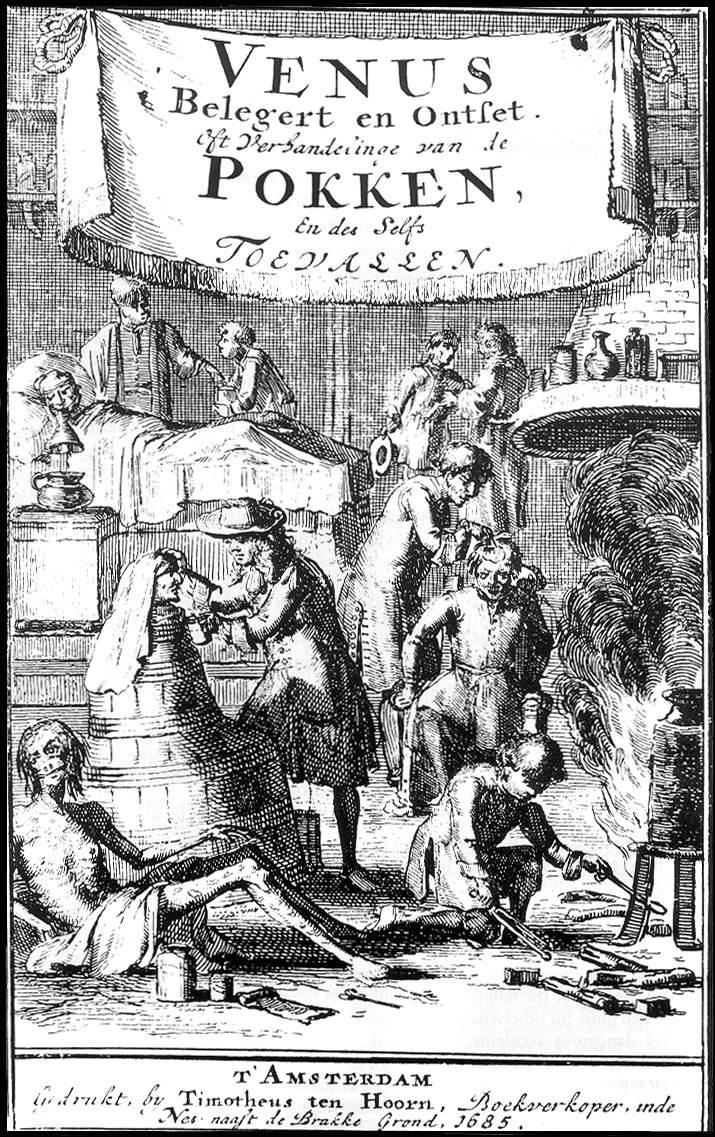 VENUS
Belegert en Ontſet.
Oft Verhandelinge van de
POKKEN,
En des Selfs
TOEVALLEN.
T'AMSTERDAM
Gedrukt, by Timotheus ten Hoorn, Boekverkoper, inde
Nes. naaſt de Brakke Grond, 1685.